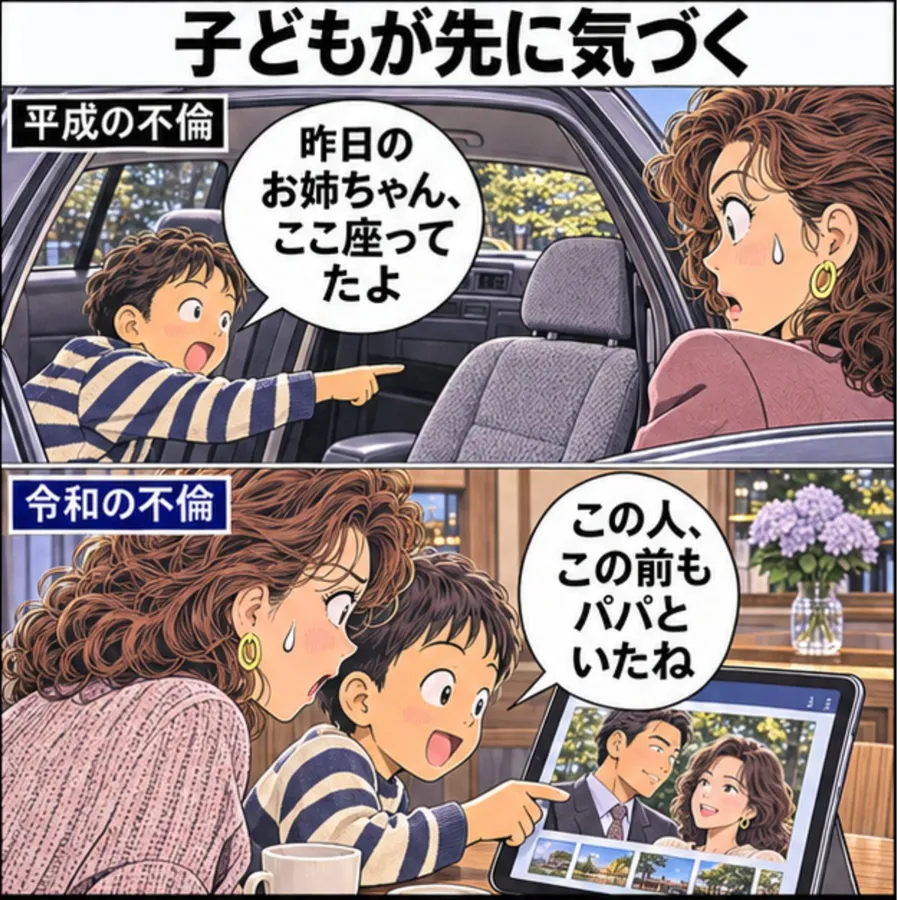 子どもが先に気づく
平成の不倫
昨日の
お姉ちゃん、
ここ座って
たよ
令和の不倫
この人、
この前も
パパと
いたね